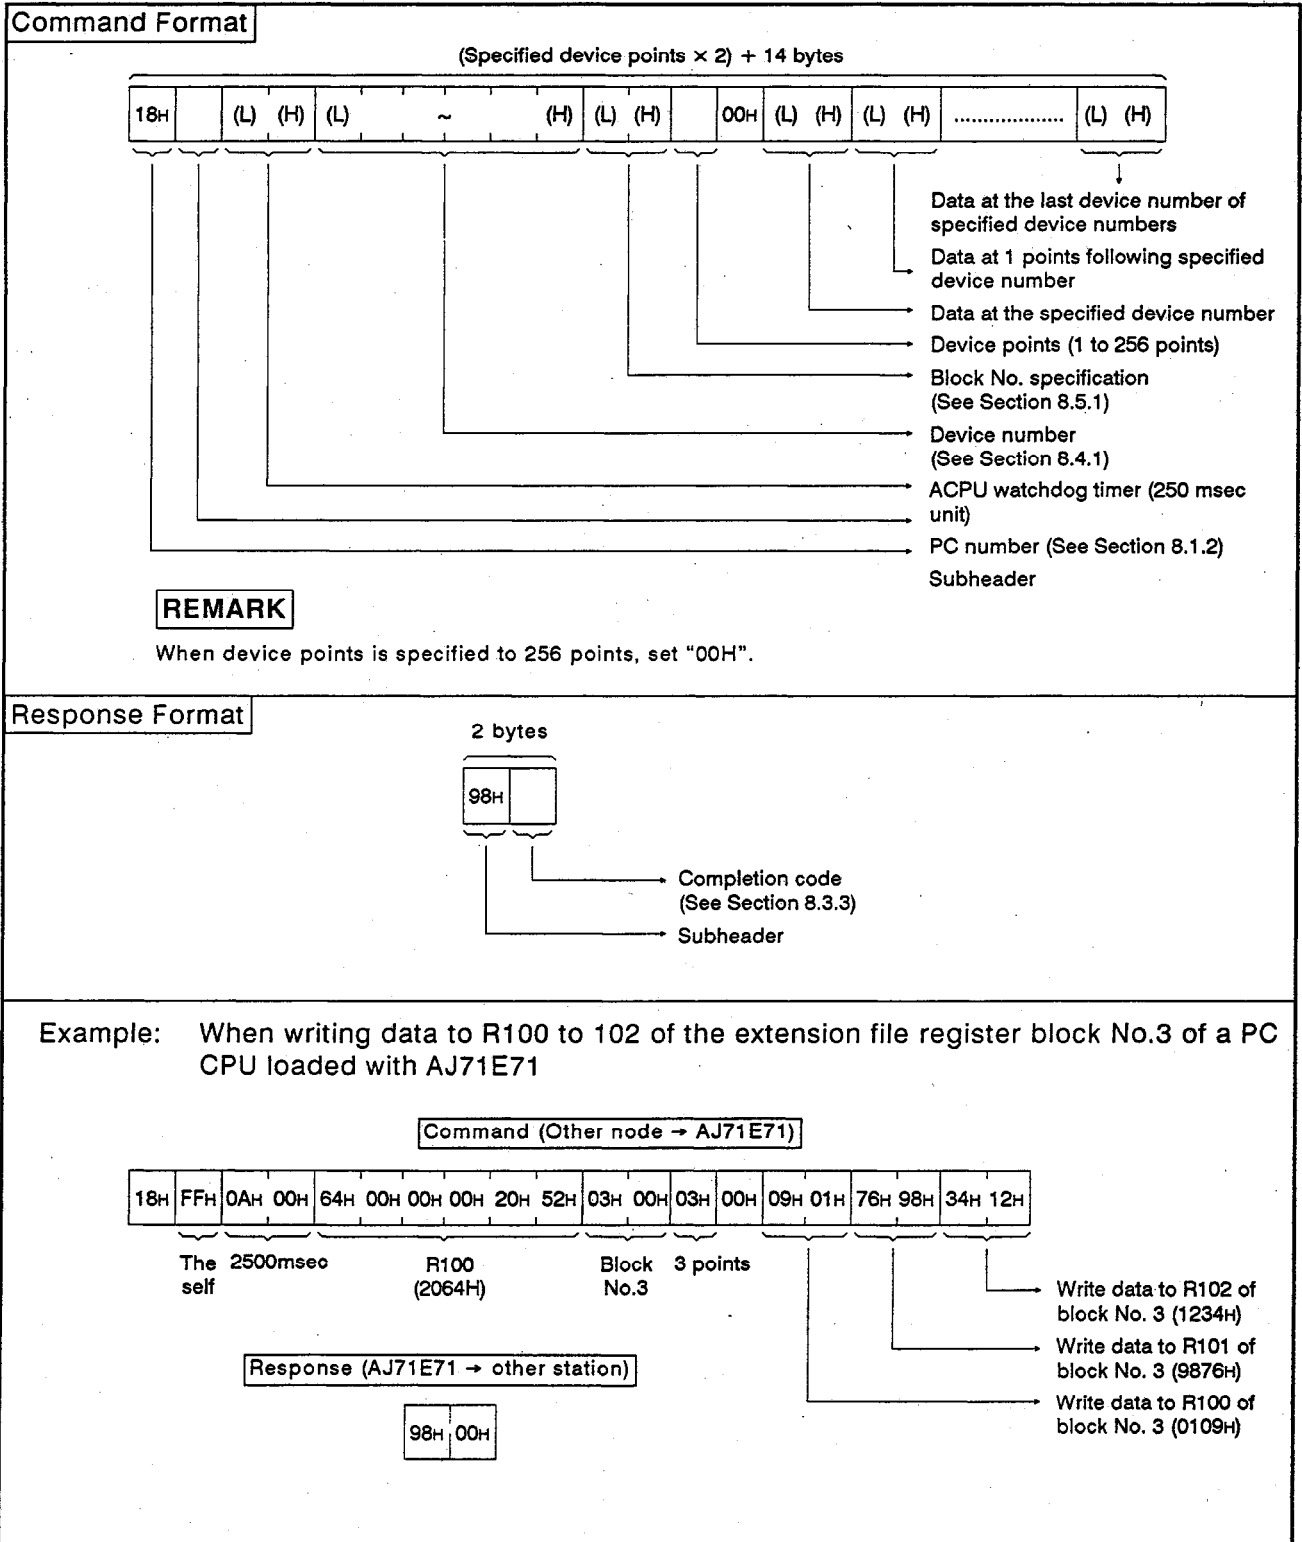 Command Format
(Specified device points × 2) + 14 bytes
18H (L) (H) (L) ~ (H) (L) (H) 00H (L) (H) (L) (H) ................... (L) (H)
Data at the last device number of
specified device numbers
Data at 1 points following specified
device number
Data at the specified device number
Device points (1 to 256 points)
Block No. specification
(See Section 8.5.1)
Device number
(See Section 8.4.1)
ACPU watchdog timer (250 msec
unit)
PC number (See Section 8.1.2)
Subheader
REMARK
When device points is specified to 256 points, set "00H".
Response Format
2 bytes
98H
Completion code
(See Section 8.3.3)
Subheader
Example: When writing data to R100 to 102 of the extension file register block No.3 of a PC
CPU loaded with AJ71E71
Command (Other node → AJ71E71)
18H FFH 0AH 00H 64H 00H 00H 00H 20H 52H 03H 00H 03H 00H 09H 01H 76H 98H 34H 12H
The 2500msec R100 Block 3 points
self (2064H) No.3
Write data to R102 of
block No. 3 (1234H)
Write data to R101 of
block No. 3 (9876H)
Write data to R100 of
block No. 3 (0109H)
Response (AJ71E71 → other station)
98H 00H